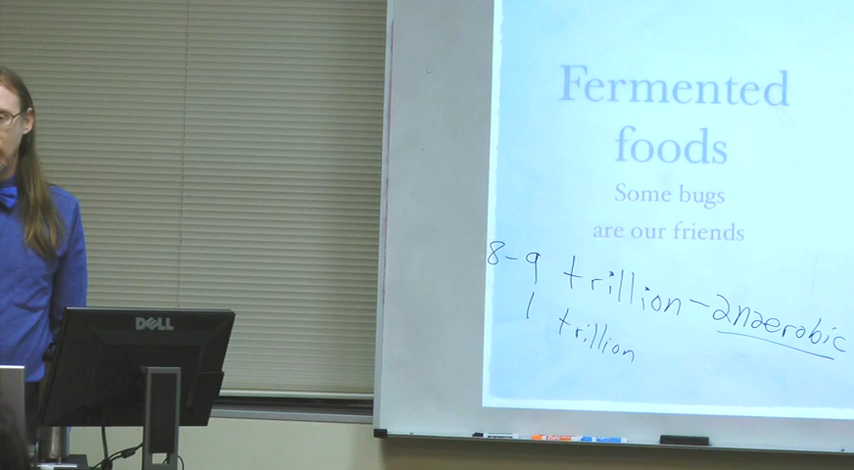 Fermented
foods
Some bugs
are our friends
8-9 trillion - anaerobic
1 trillion
DELL